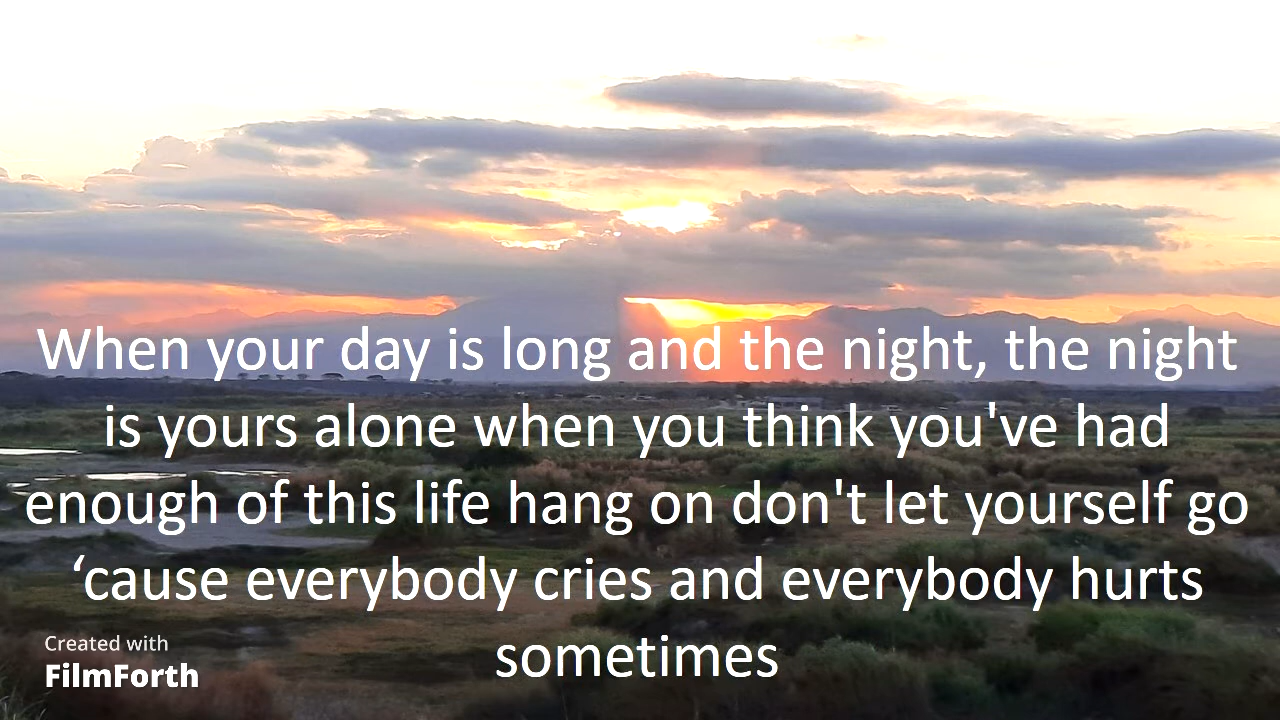 When your day is long and the night, the night
is yours alone when you think you've had
enough of this life hang on don't let yourself go
‘cause everybody cries and everybody hurts
sometimes
Created with
FilmForth